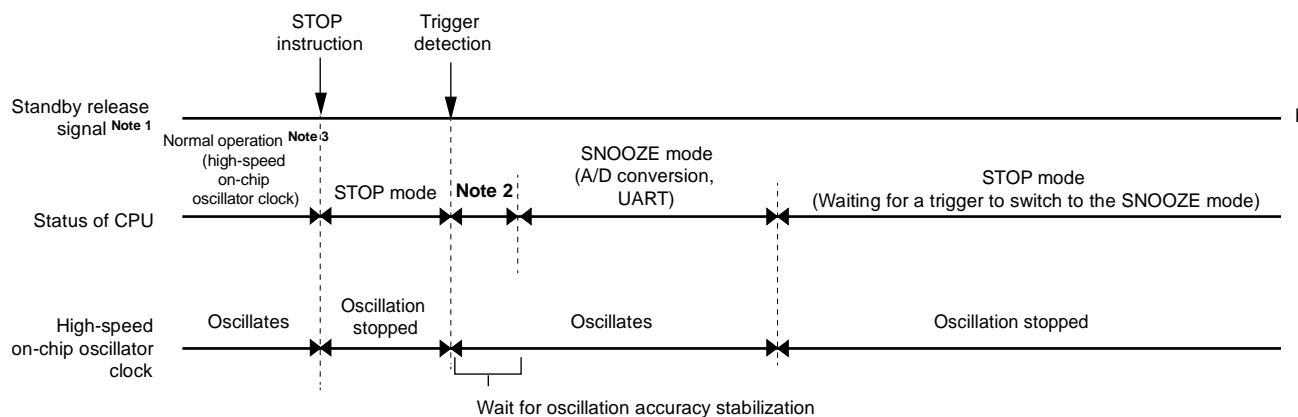 STOP
instruction
Trigger
detection
Standby release
signal Note 1
Normal operation Note 3
(high-speed
on-chip
oscillator clock)
STOP mode
Note 2
SNOOZE mode
(A/D conversion,
UART)
STOP mode
(Waiting for a trigger to switch to the SNOOZE mode)
Status of CPU
High-speed
on-chip oscillator
clock
Oscillates
Oscillation
stopped
Oscillates
Oscillation stopped
Wait for oscillation accuracy stabilization